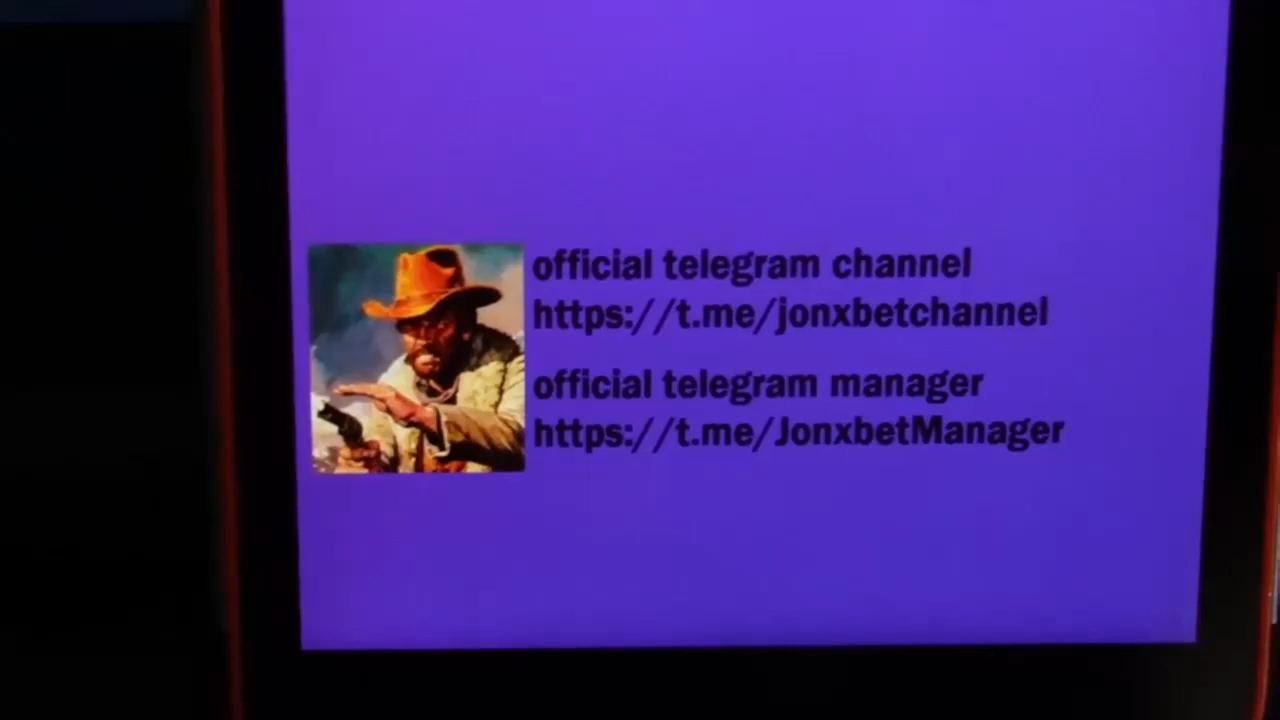 official telegram channel
https://t.me/jonxbetchannel
official telegram manager
https://t.me/JonxbetManager